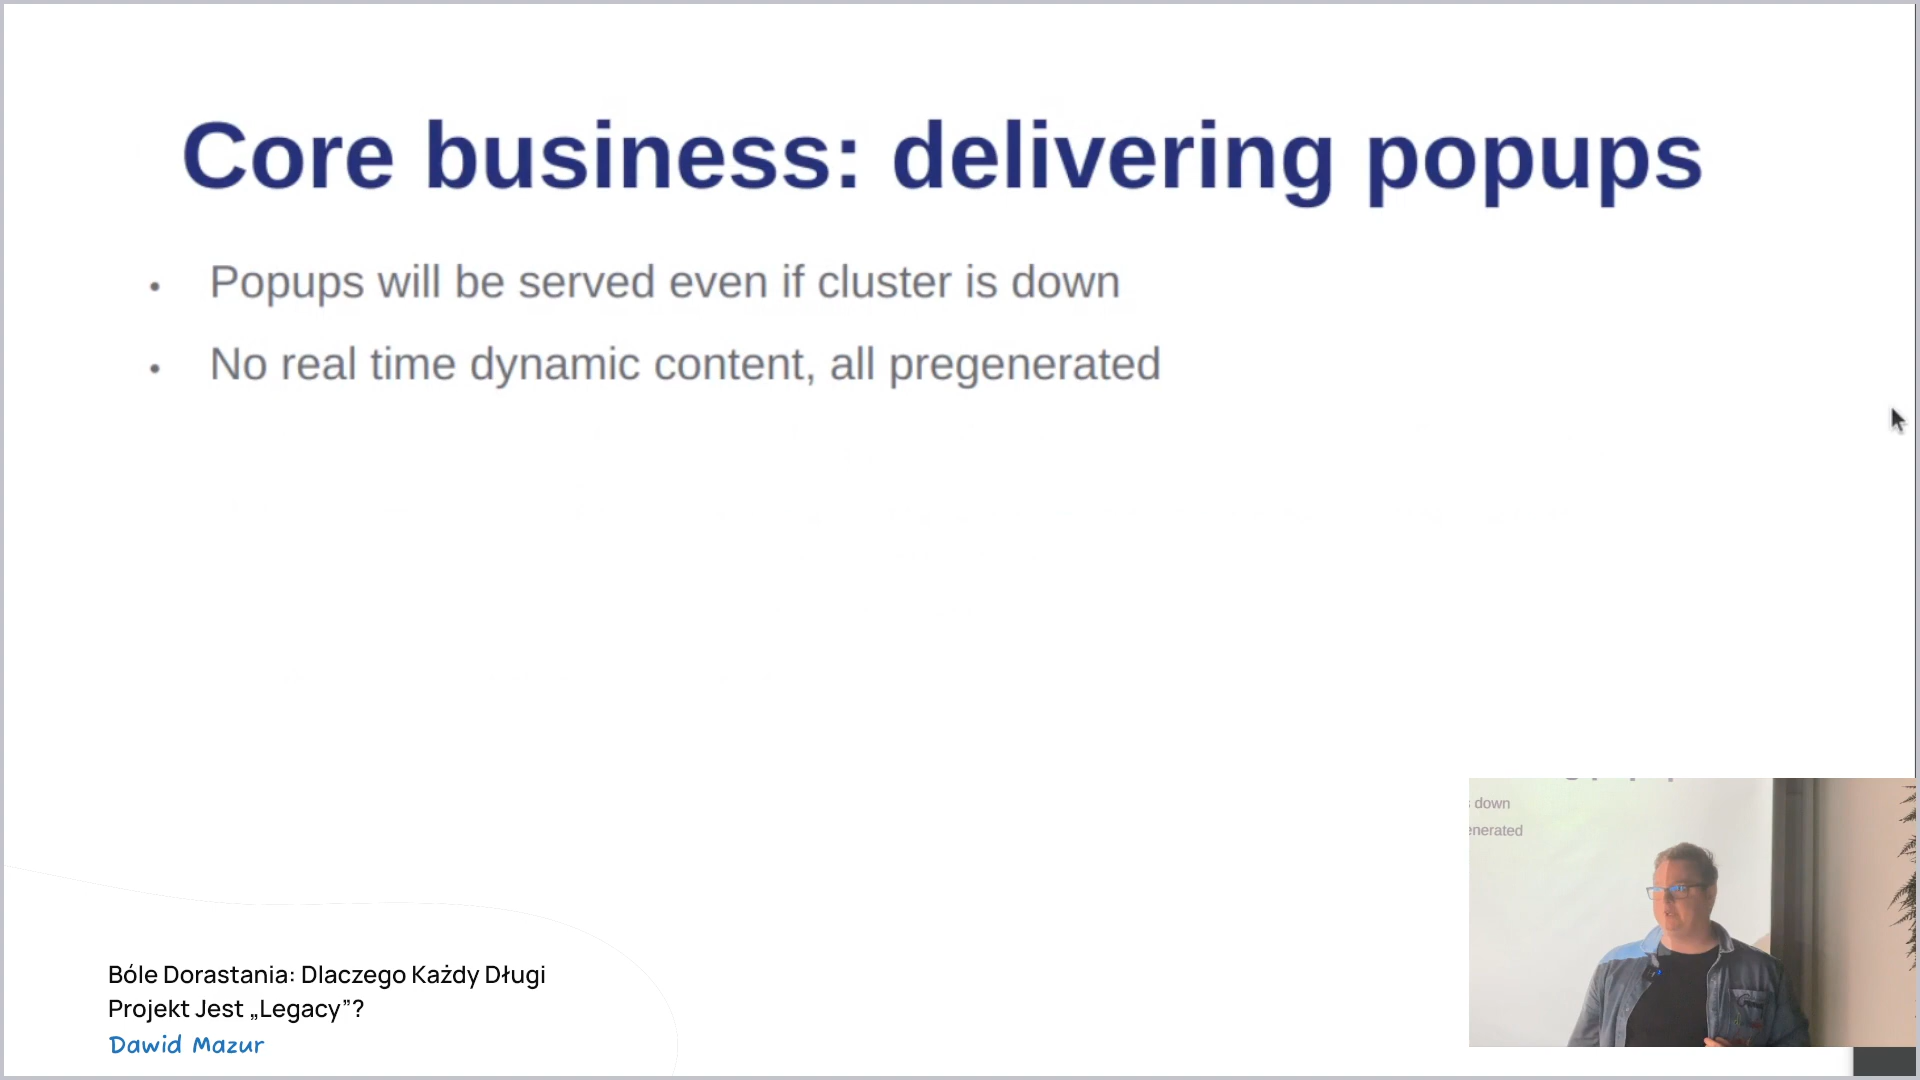 Core business: delivering popups
• Popups will be served even if cluster is down
• No real time dynamic content, all pregenerated
down
enerated
Bóle Dorastania: Dlaczego Każdy Długi
Projekt Jest „Legacy”?
Dawid Mazur